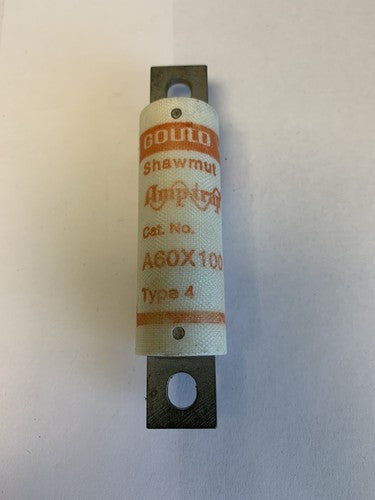 GOULD
Shawmut
Amp-trap
Cat. No.
A60X100
Type 4